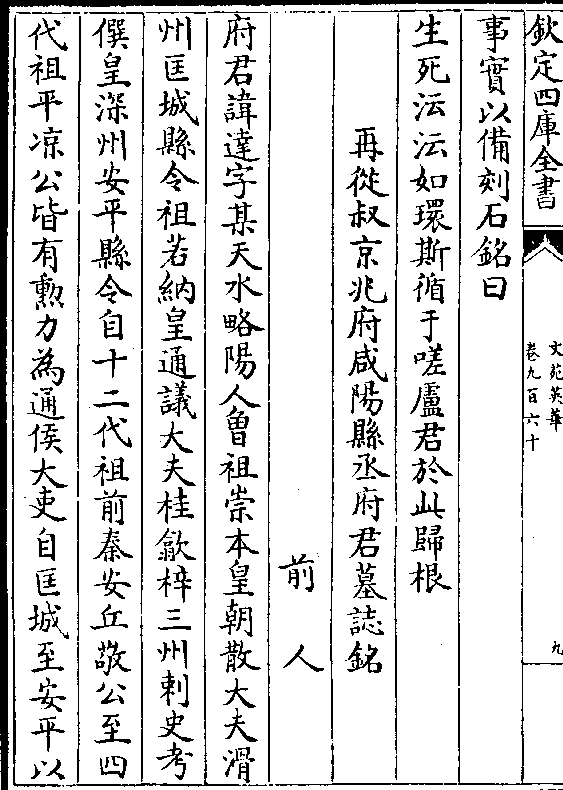 欽定四庫全書
文苑英華
卷九百六十
九
事實以備刻石銘曰
生死沄沄如環斯循于嗟盧君於此歸根
再從叔京兆府咸陽縣丞府君墓誌銘
前人
府君諱達字某天水略陽人曾祖崇本皇朝散大夫滑
州匡城縣令祖若納皇通議大夫桂歙梓三州刺史考
僎皇深州安平縣令自十二代祖前秦安丘敬公至四
代祖平凉公皆有勲力為通侯大吏自匡城至安平以